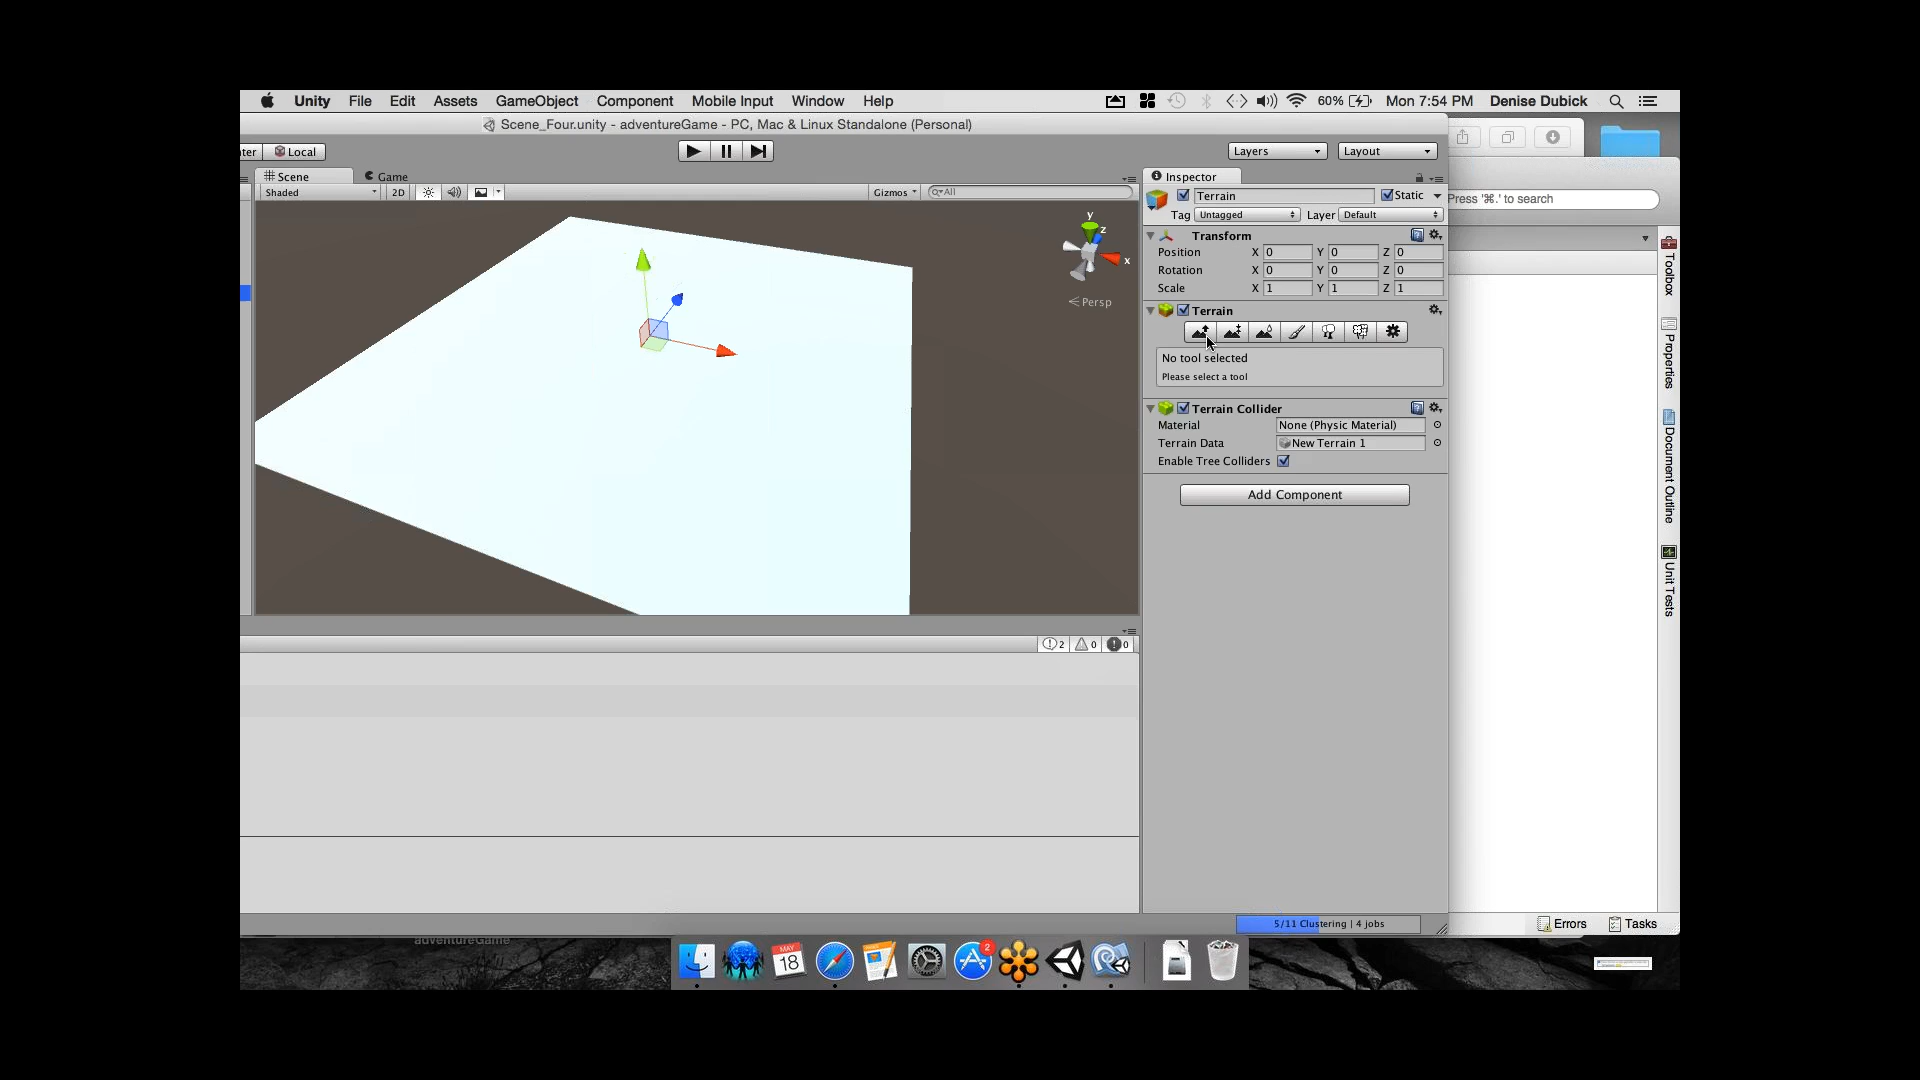 Unity File Edit Assets GameObject Component Mobile Input Window Help 60% Mon 7:54 PM Denise Dubick
Scene_Four.unity - adventureGame - PC, Mac & Linux Standalone (Personal)
ter Local Layers Layout
Scene Game Inspector
Shaded 2D Gizmos All
Terrain Static
Press '⌘.' to search
Tag Untagged Layer Default
Transform
Position X 0 Y 0 Z 0
Rotation X 0 Y 0 Z 0
Scale X 1 Y 1 Z 1
y
z
x
Persp
Terrain
No tool selected
Please select a tool
Terrain Collider
Material None (Physic Material)
Terrain Data New Terrain 1
Enable Tree Colliders
Add Component
Toolbox
Properties
Document Outline
Unit Tests
2 0 0
5/11 Clustering | 4 jobs
Errors Tasks
adventureGame
MAY
18
2